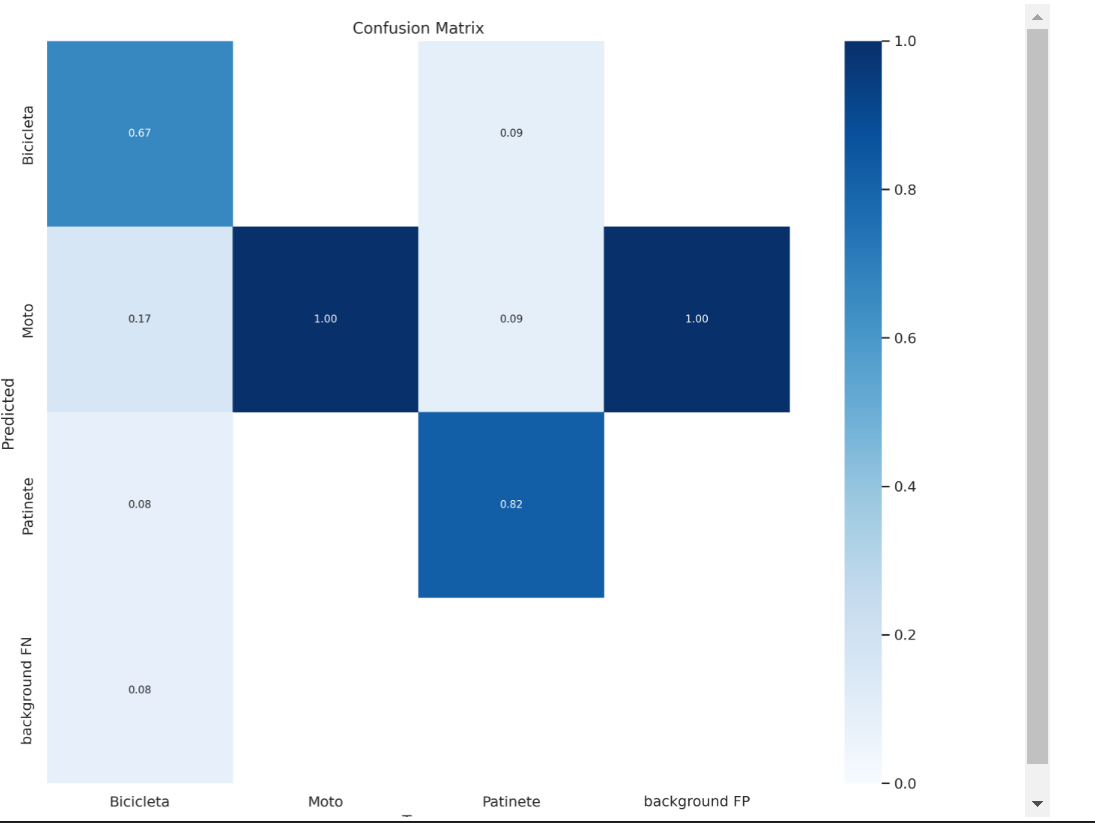 Confusion Matrix
Bicicleta
0.67
0.09
1.0
Moto
0.17
1.00
0.09
1.00
0.8
Predicted
Patinete
0.08
0.82
0.6
0.4
background FN
0.08
0.2
0.0
Bicicleta
Moto
Patinete
background FP